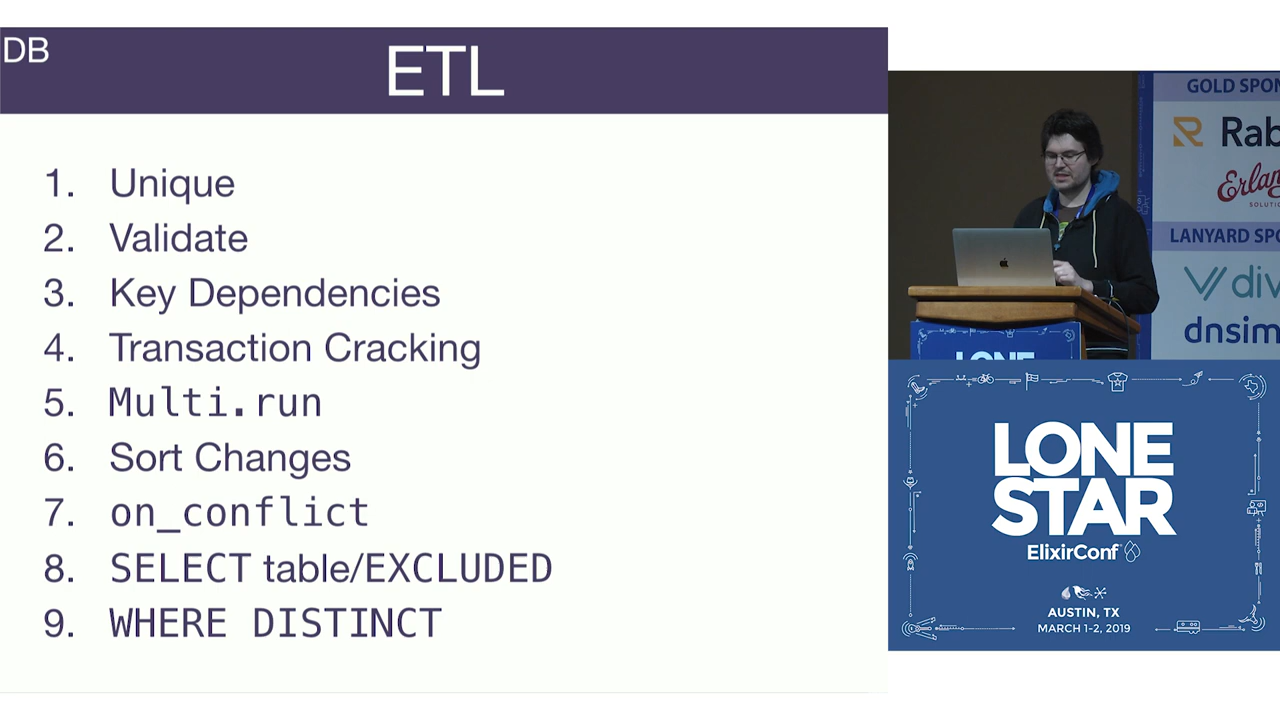 DB
ETL
1. Unique
2. Validate
3. Key Dependencies
4. Transaction Cracking
5. Multi.run
6. Sort Changes
7. on_conflict
8. SELECT table/EXCLUDED
9. WHERE DISTINCT
GOLD SPON
Rab
Erlan
SOLUTIO
LANYARD SPO
div
dnsim
LONE
LONE
STAR
ElixirConf
AUSTIN, TX
MARCH 1-2, 2019